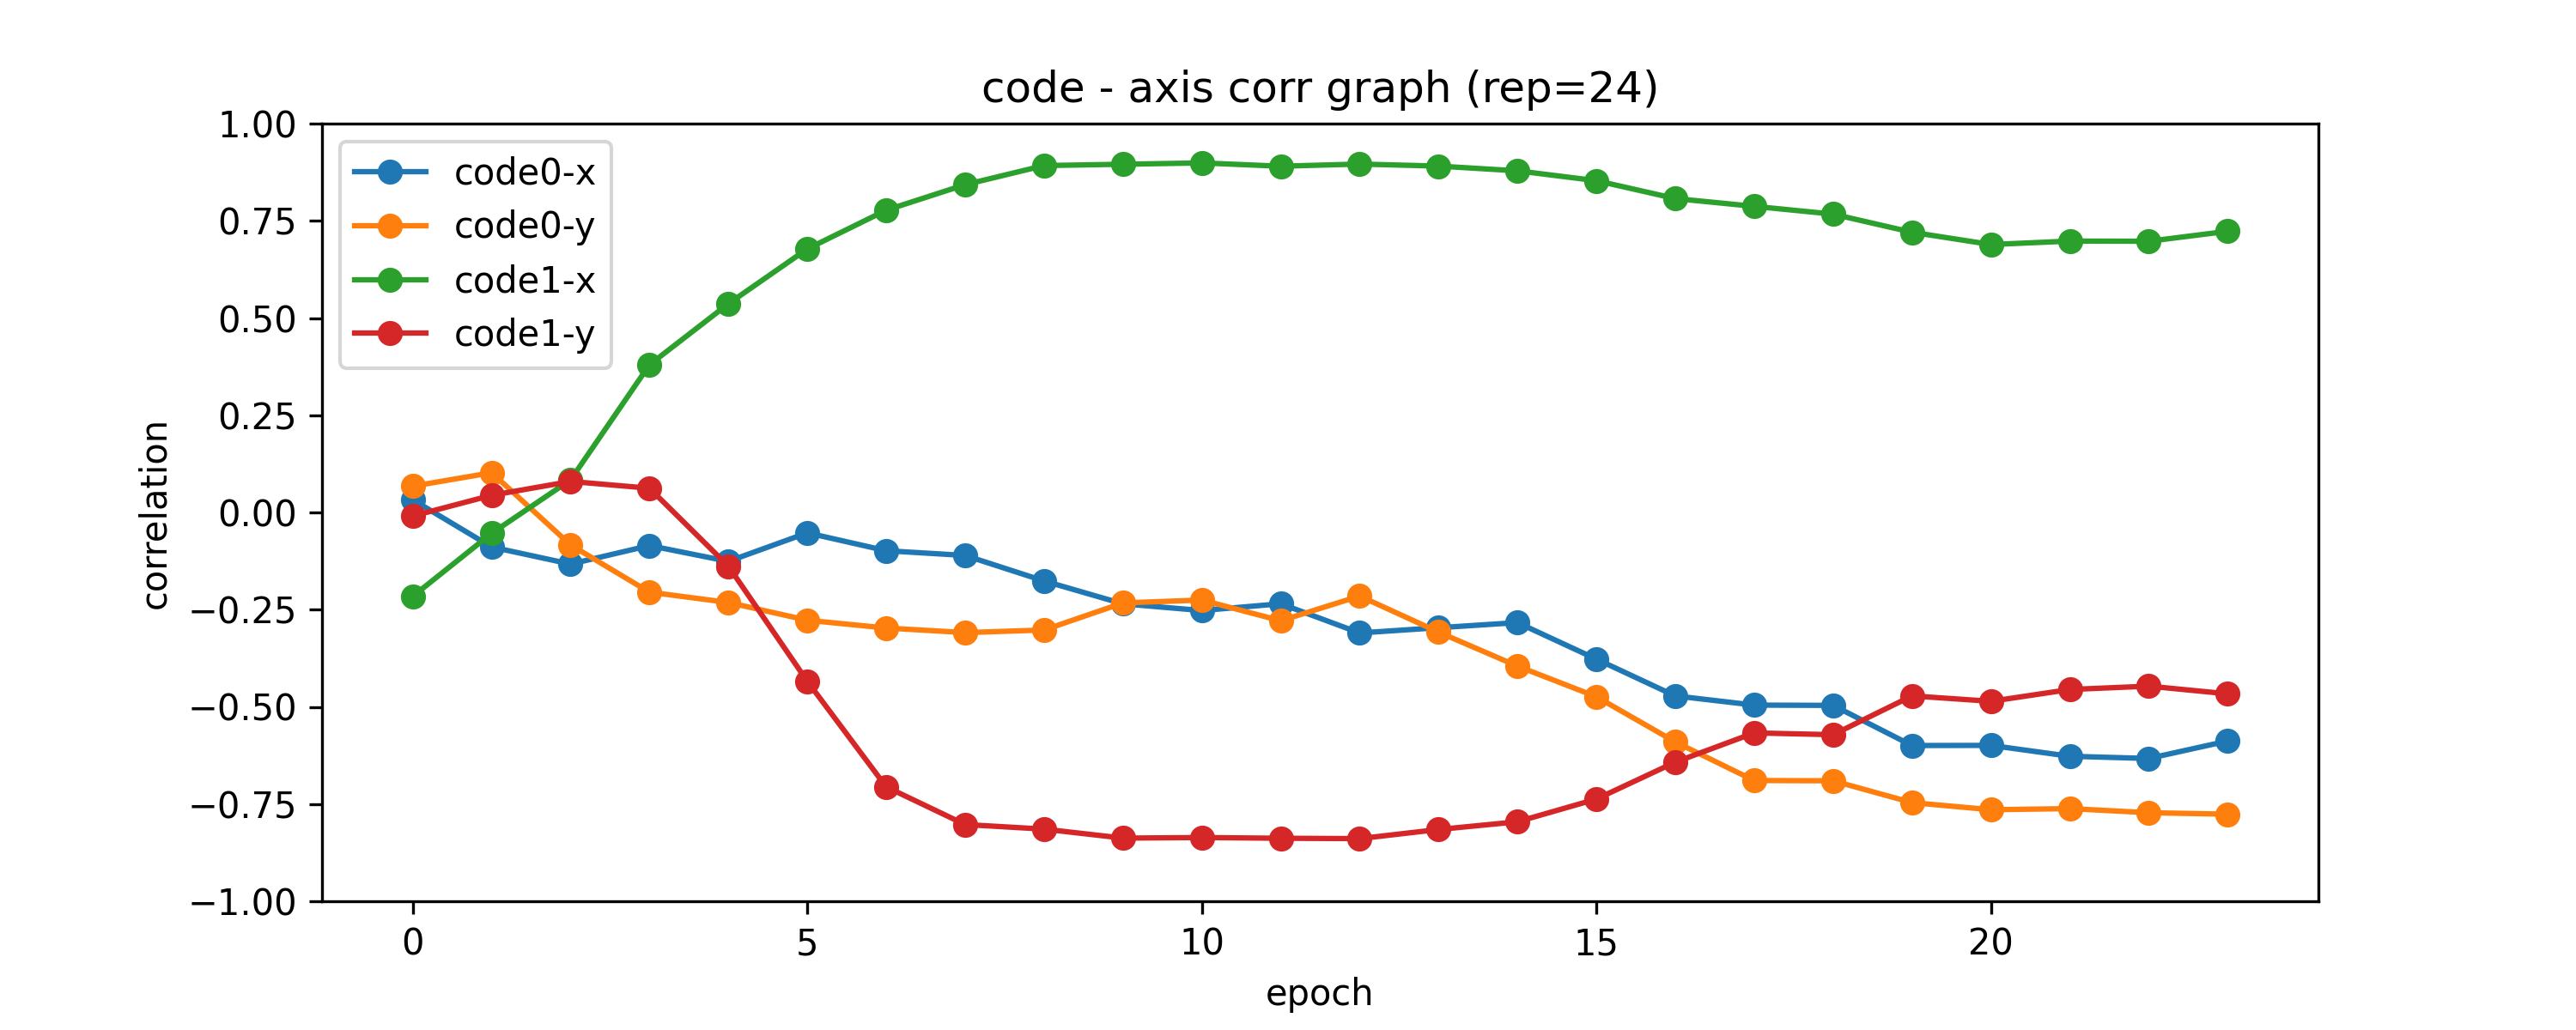 code - axis corr graph (rep=24)
1.00
0.75
0.50
0.25
0.00
−0.25
−0.50
−0.75
−1.00
correlation
code0-x
code0-y
code1-x
code1-y
0 5 10 15 20
epoch